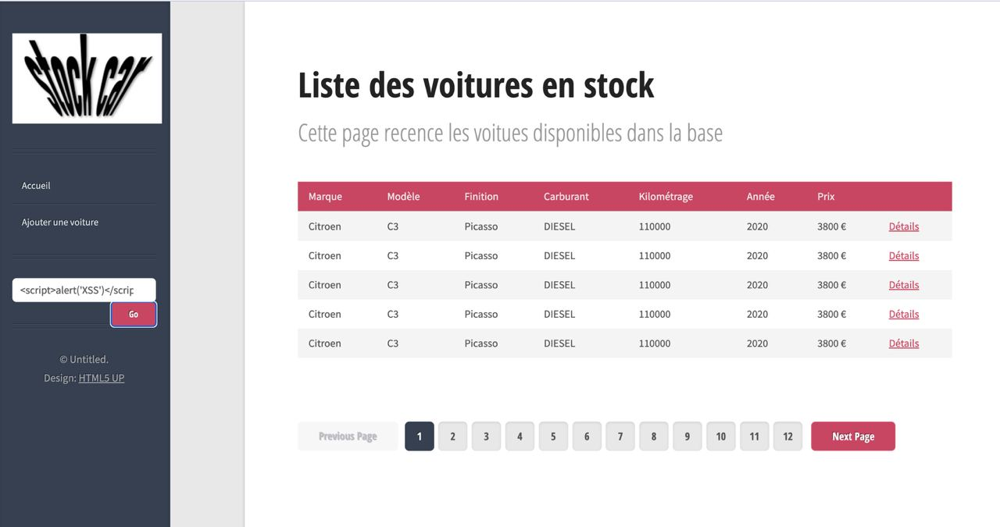 stock car
Accueil
Ajouter une voiture
<script>alert('XSS')</scrip
Go
© Untitled.
Design: HTML5 UP
Liste des voitures en stock
Cette page recence les voitues disponibles dans la base
Marque Modèle Finition Carburant Kilométrage Année Prix
Citroen C3 Picasso DIESEL 110000 2020 3800 € Détails
Citroen C3 Picasso DIESEL 110000 2020 3800 € Détails
Citroen C3 Picasso DIESEL 110000 2020 3800 € Détails
Citroen C3 Picasso DIESEL 110000 2020 3800 € Détails
Citroen C3 Picasso DIESEL 110000 2020 3800 € Détails
Previous Page 1 2 3 4 5 6 7 8 9 10 11 12 Next Page